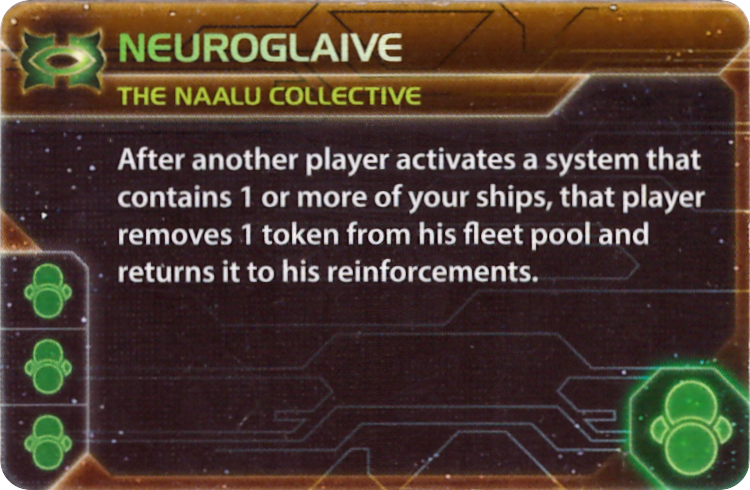 NEUROGLAIVE
THE NAALU COLLECTIVE
After another player activates a system that
contains 1 or more of your ships, that player
removes 1 token from his fleet pool and
returns it to his reinforcements.